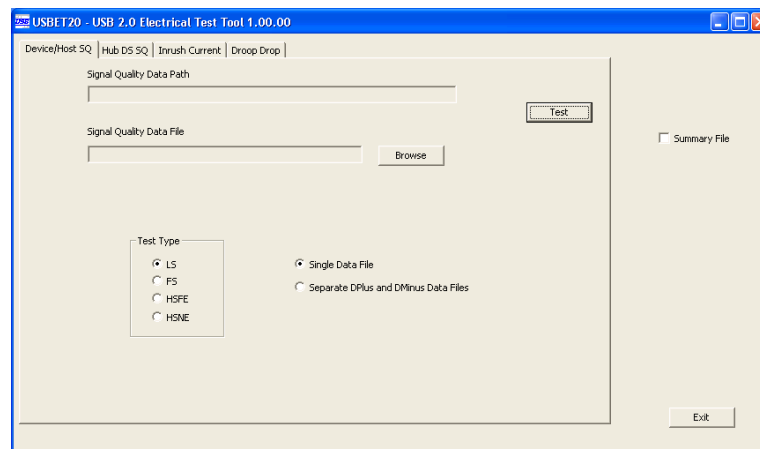 USBET20 - USB 2.0 Electrical Test Tool 1.00.00
Device/Host SQ Hub DS SQ Inrush Current Droop Drop
Signal Quality Data Path
Test
Signal Quality Data File
Summary File
Browse
Test Type
LS
Single Data File
FS
Separate DPlus and DMinus Data Files
HSFE
HSNE
Exit